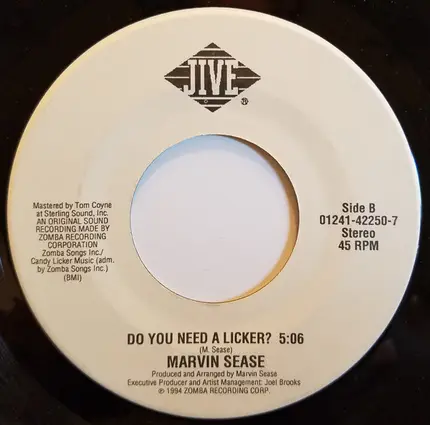 JIVE
®
Mastered by Tom Coyne
at Sterling Sound, Inc.
AN ORIGINAL SOUND
RECORDING MADE BY
ZOMBA RECORDING
CORPORATION
Zomba Songs Inc./
Candy Licker Music (adm.
by Zomba Songs Inc.)
(BMI)
Side B
01241-42250-7
Stereo
45 RPM
DO YOU NEED A LICKER? 5:06
(M. Sease)
MARVIN SEASE
Produced and Arranged by Marvin Sease
Executive Producer and Artist Management: Joel Brooks
℗ 1994 ZOMBA RECORDING CORP.